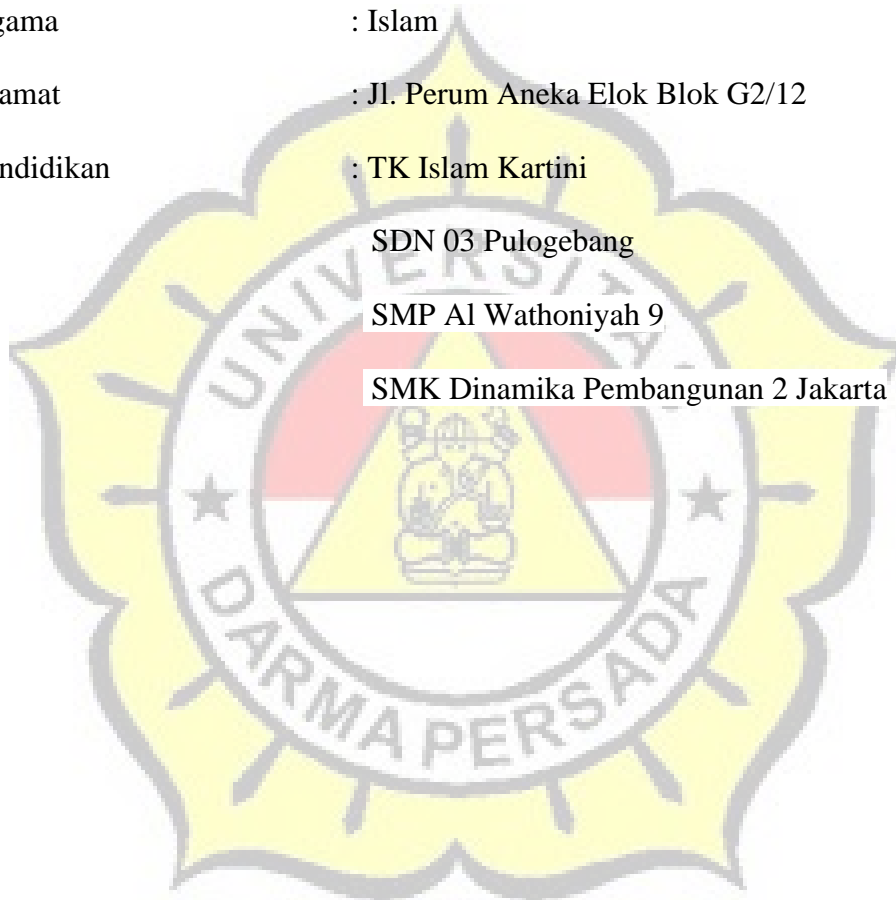 gama : Islam
amat : Jl. Perum Aneka Elok Blok G2/12
ndidikan : TK Islam Kartini
SDN 03 Pulogebang
SMP Al Wathoniyah 9
SMK Dinamika Pembangunan 2 Jakarta
UNIVERSITAS
DARMA PERSADA